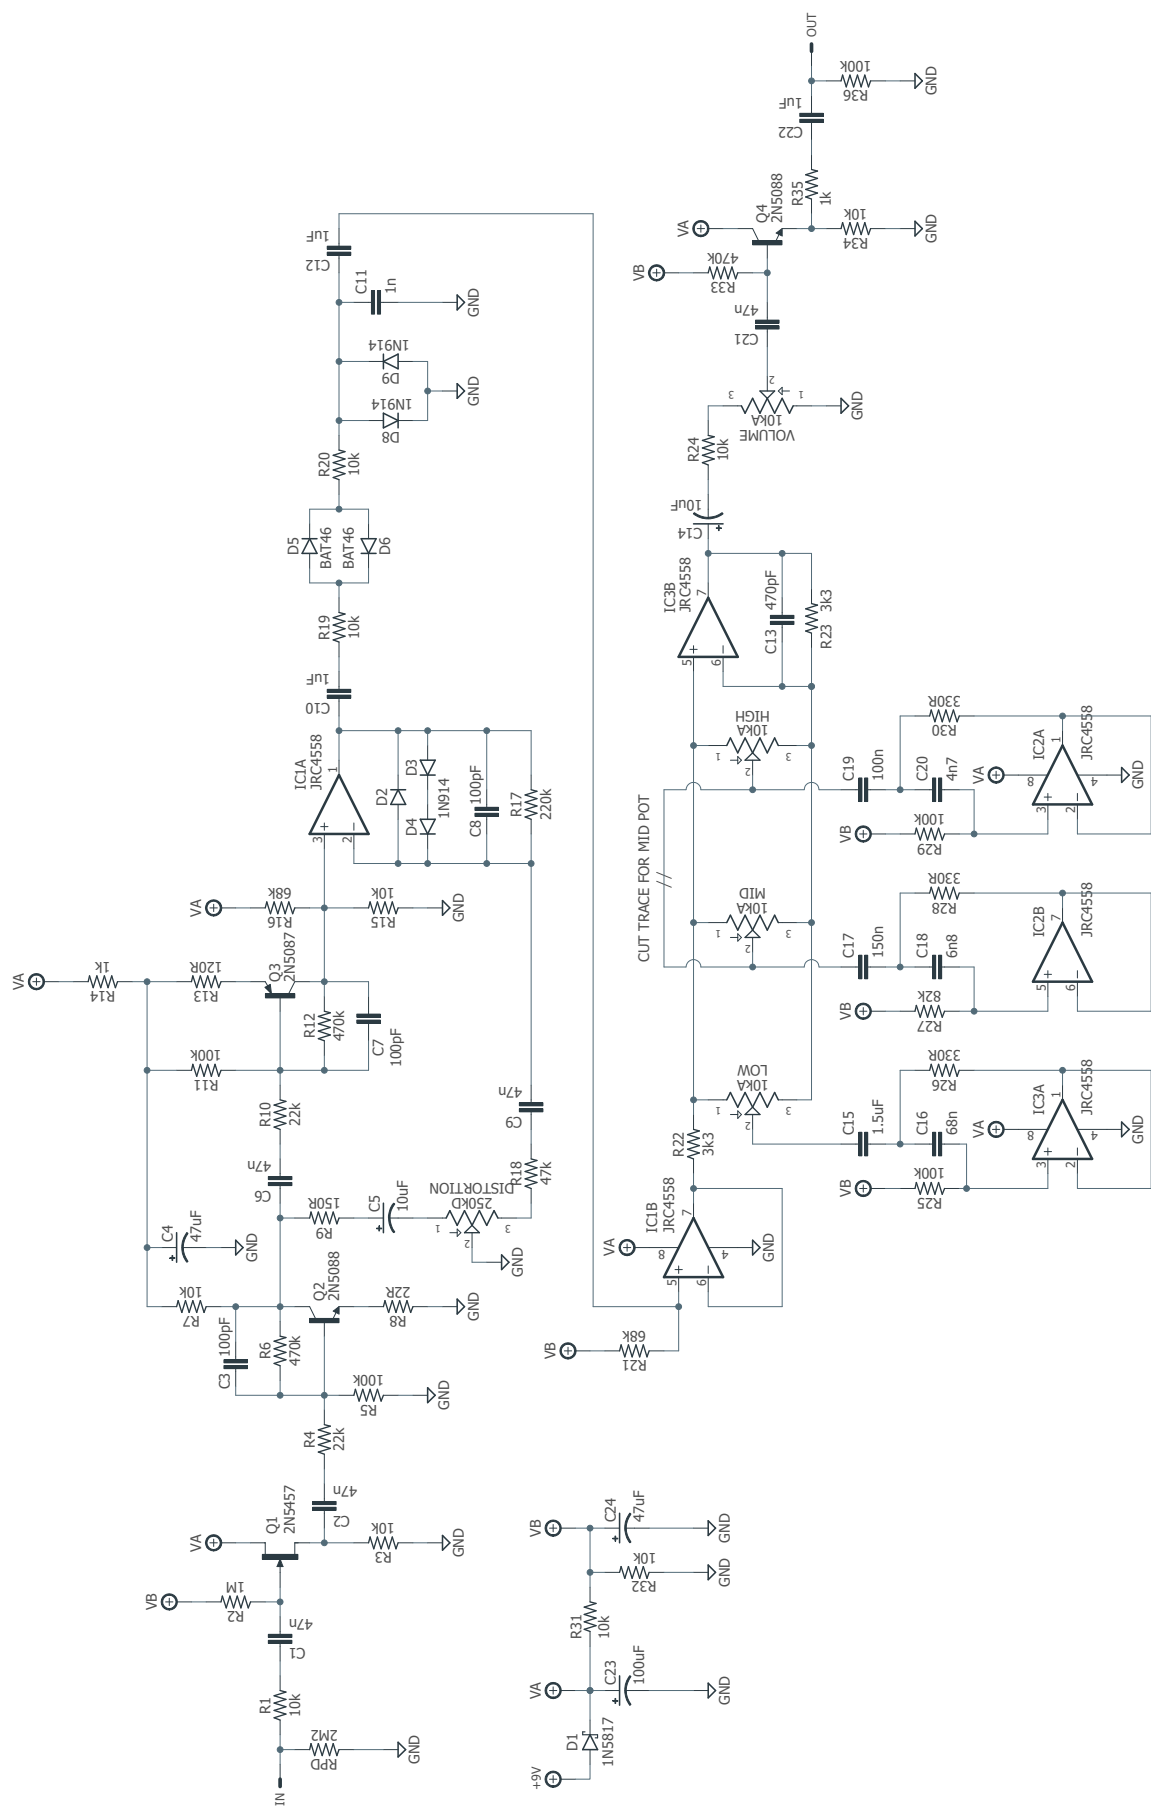 IN
RPD
2M2
GND
R1
10k
C1
47n
VB
R2
1M
VA
Q1
2N5457
R3
10k
GND
C2
47n
R4
22k
R5
100k
GND
C3
100pF
R6
470k
R7
10k
Q2
2N5088
R8
22R
GND
C4
47uF
GND
R9
150R
C5
10uF
DISTORTION
250kD
1
2
3
GND
R18
47k
C9
47n
C6
47n
R10
22k
R11
100k
R12
470k
C7
100pF
VA
R14
1k
R13
120R
Q3
2N5087
VA
R16
68k
R15
10k
GND
IC1A
JRC4558
3
+
2
−
1
D2
D4
D3
1N914
C8
100pF
R17
220k
C10
1uF
R19
10k
D5
BAT46
BAT46
D6
R20
10k
D8
1N914
D9
1N914
GND
C11
1n
GND
C12
1uF
+9V
D1
1N5817
VA
C23
100uF
GND
R31
10k
R32
10k
GND
VB
C24
47uF
GND
VB
R21
68k
IC1B
JRC4558
VA
8
5
+
6
−
7
4
GND
R22
3k3
LOW
10kA
1
2
3
CUT TRACE FOR MID POT
MID
10kA
1
2
3
HIGH
10kA
1
2
3
IC3B
JRC4558
5
+
6
−
7
C13
470pF
R23
3k3
C14
10uF
R24
10k
VOLUME
10kA
3
2
1
GND
C21
47n
VB
R33
470k
VA
Q4
2N5088
R34
10k
GND
R35
1k
C22
1uF
R36
100k
GND
OUT
C15
1.5uF
C16
68n
VB
R25
100k
R26
330R
IC3A
JRC4558
VA
8
3
+
2
−
1
4
GND
C17
150n
C18
6n8
VB
R27
82k
R28
330R
IC2B
JRC4558
5
+
6
−
7
C19
100n
C20
4n7
VB
R29
100k
R30
330R
IC2A
JRC4558
VA
8
3
+
2
−
1
4
GND